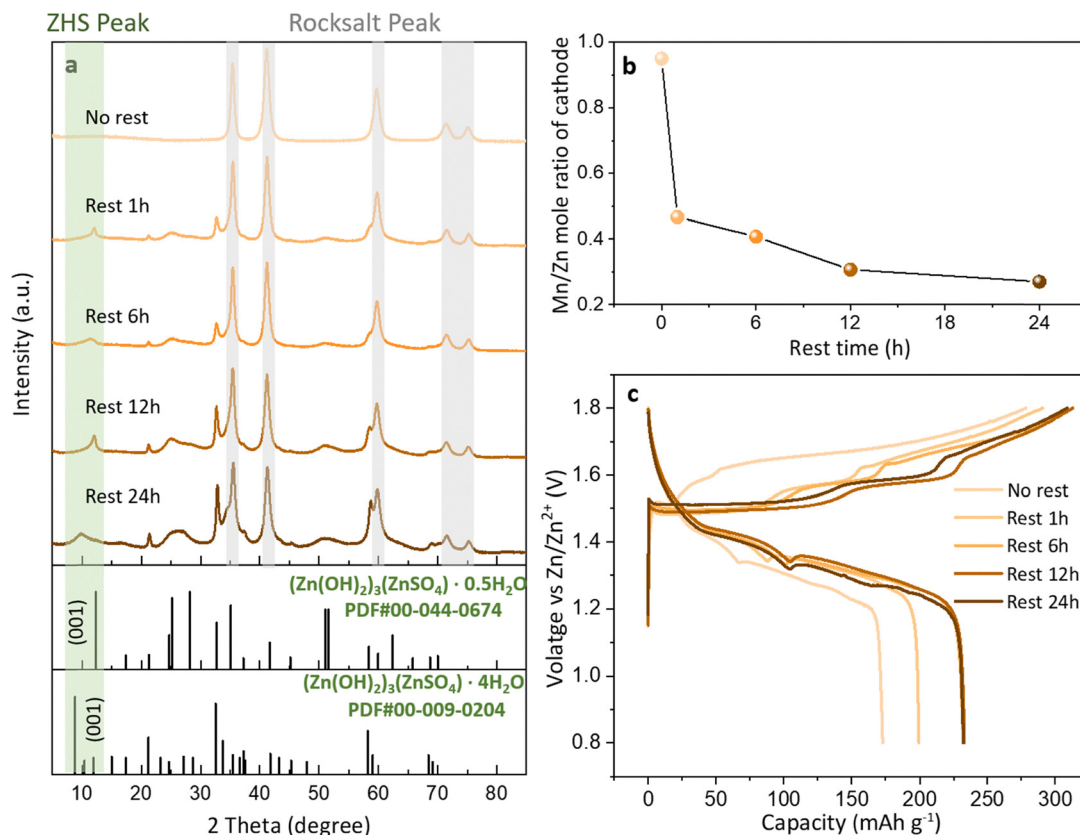 ZHS Peak
Rocksalt Peak
a
No rest
Rest 1h
Rest 6h
Rest 12h
Rest 24h
Intensity (a.u.)
(Zn(OH)₂)₃(ZnSO₄) · 0.5H₂O
PDF#00-044-0674
(001)
(Zn(OH)₂)₃(ZnSO₄) · 4H₂O
PDF#00-009-0204
(001)
10 20 30 40 50 60 70 80
2 Theta (degree)
b
Mn/Zn mole ratio of cathode
1.0
0.8
0.6
0.4
0.2
0 6 12 18 24
Rest time (h)
c
Volatge vs Zn/Zn²⁺ (V)
1.8
1.6
1.4
1.2
1.0
0.8
No rest
Rest 1h
Rest 6h
Rest 12h
Rest 24h
0 50 100 150 200 250 300
Capacity (mAh g⁻¹)